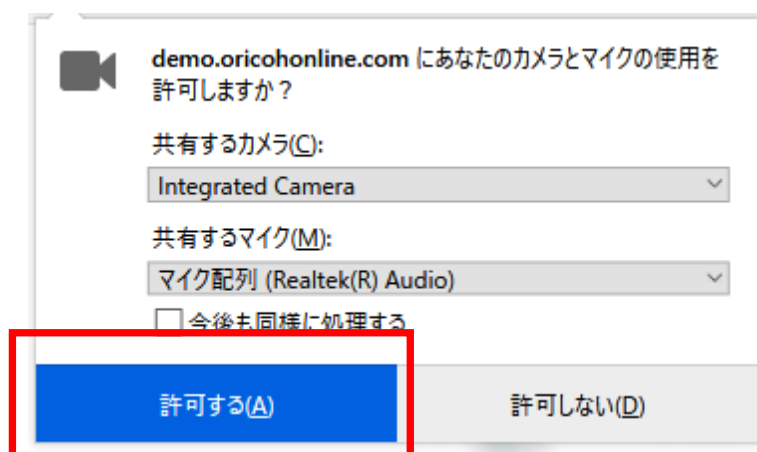 demo.oricohonline.com にあなたのカメラとマイクの使用を
許可しますか？
共有するカメラ(C):
Integrated Camera
共有するマイク(M):
マイク配列 (Realtek(R) Audio)
今後も同様に処理する
許可する(A)
許可しない(D)